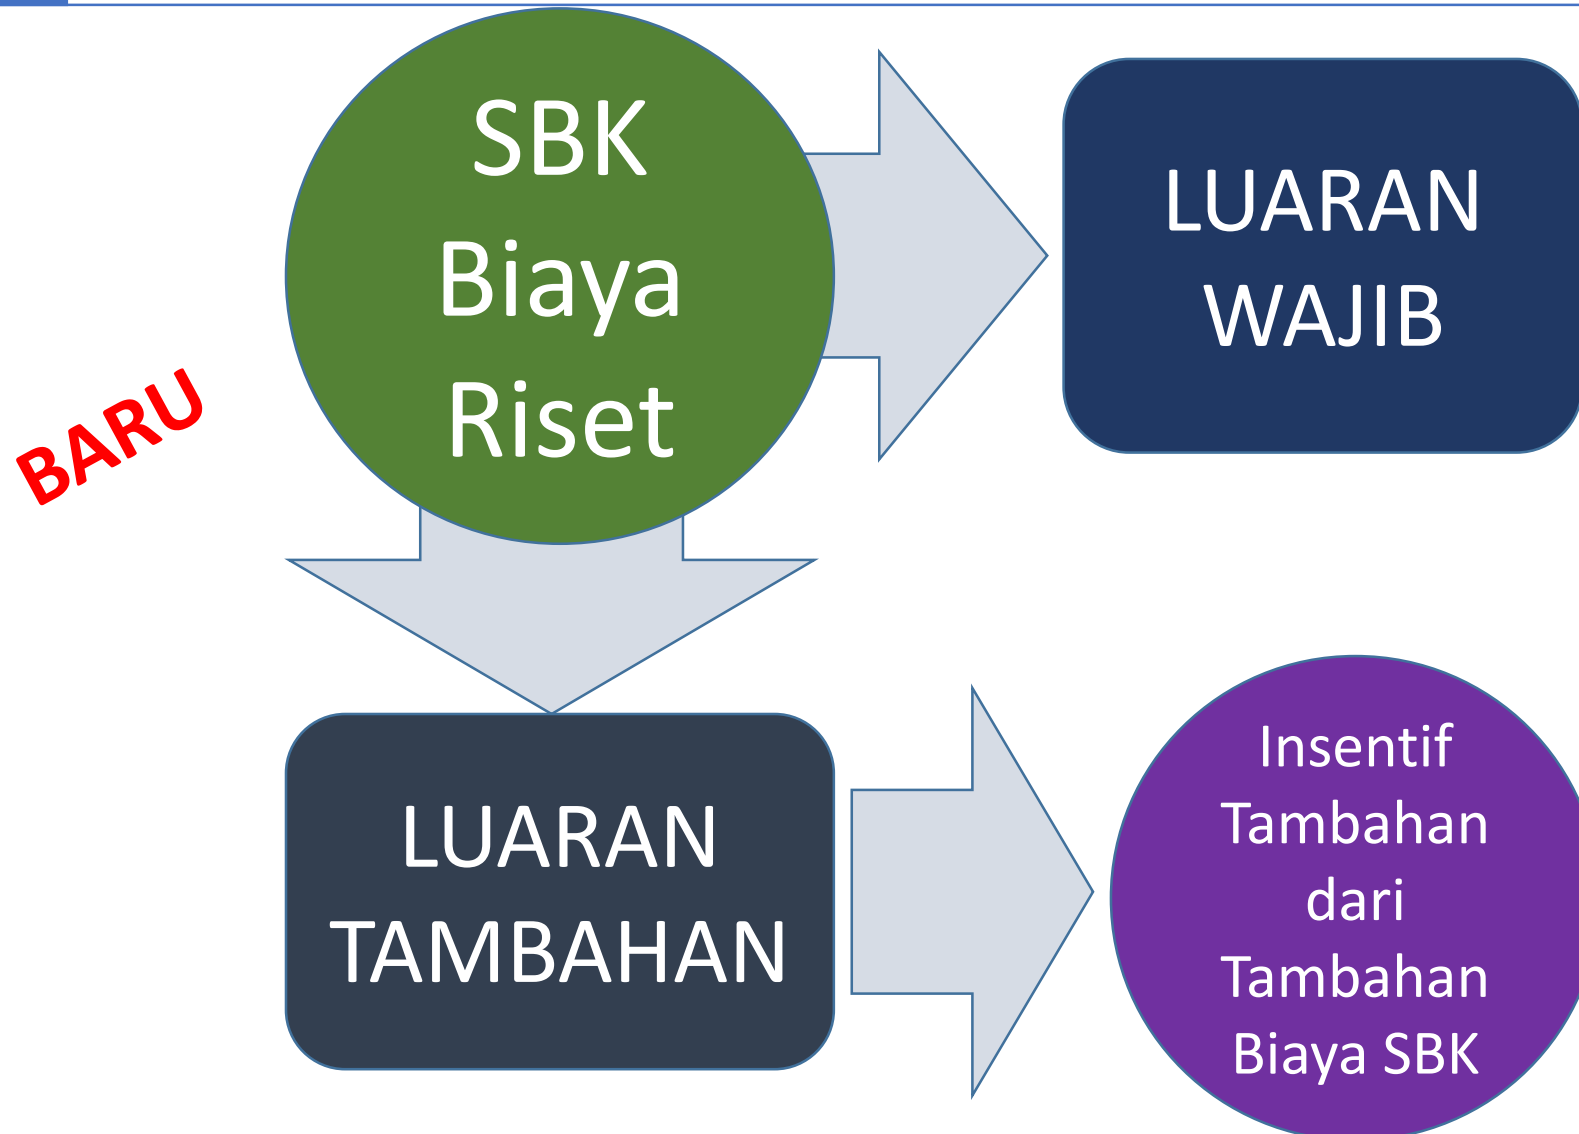 SBK
Biaya
Riset
LUARAN
WAJIB
BARU
LUARAN
TAMBAHAN
Insentif
Tambahan
dari
Tambahan
Biaya SBK